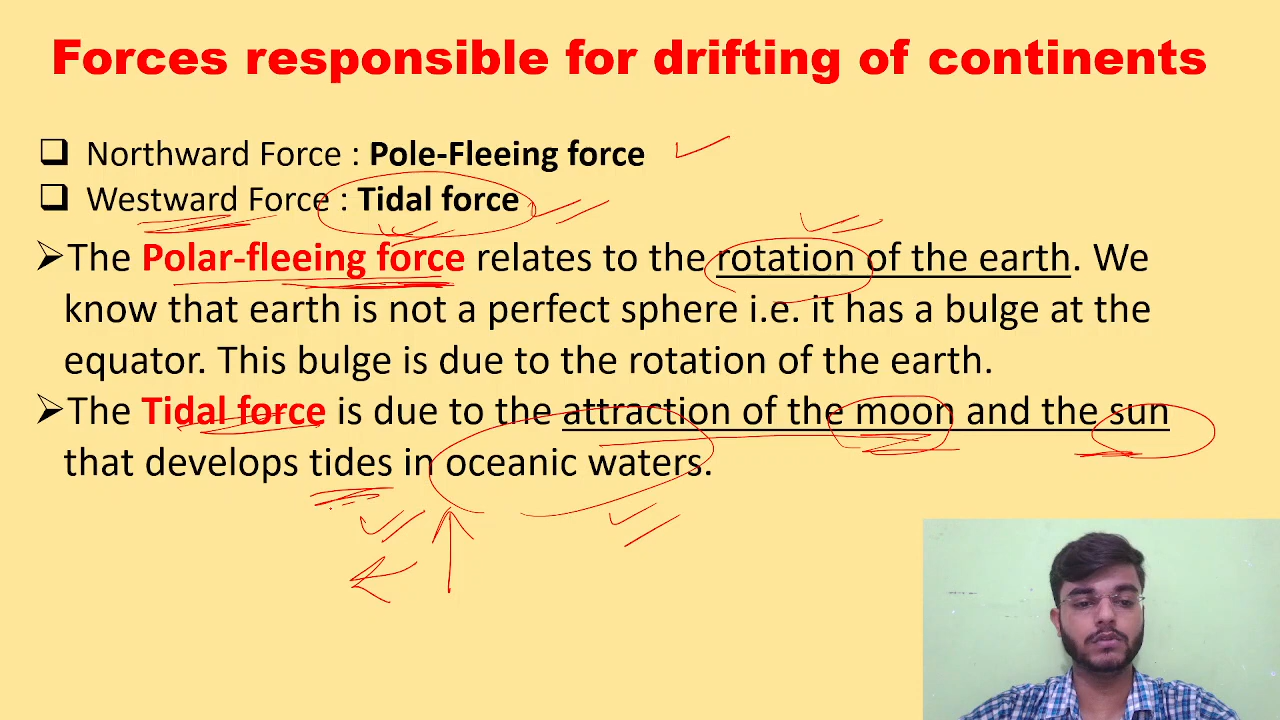 Forces responsible for drifting of continents
❑ Northward Force : Pole-Fleeing force
❑ Westward Force : Tidal force
➢The Polar-fleeing force relates to the rotation of the earth. We
know that earth is not a perfect sphere i.e. it has a bulge at the
equator. This bulge is due to the rotation of the earth.
➢The Tidal force is due to the attraction of the moon and the sun
that develops tides in oceanic waters.